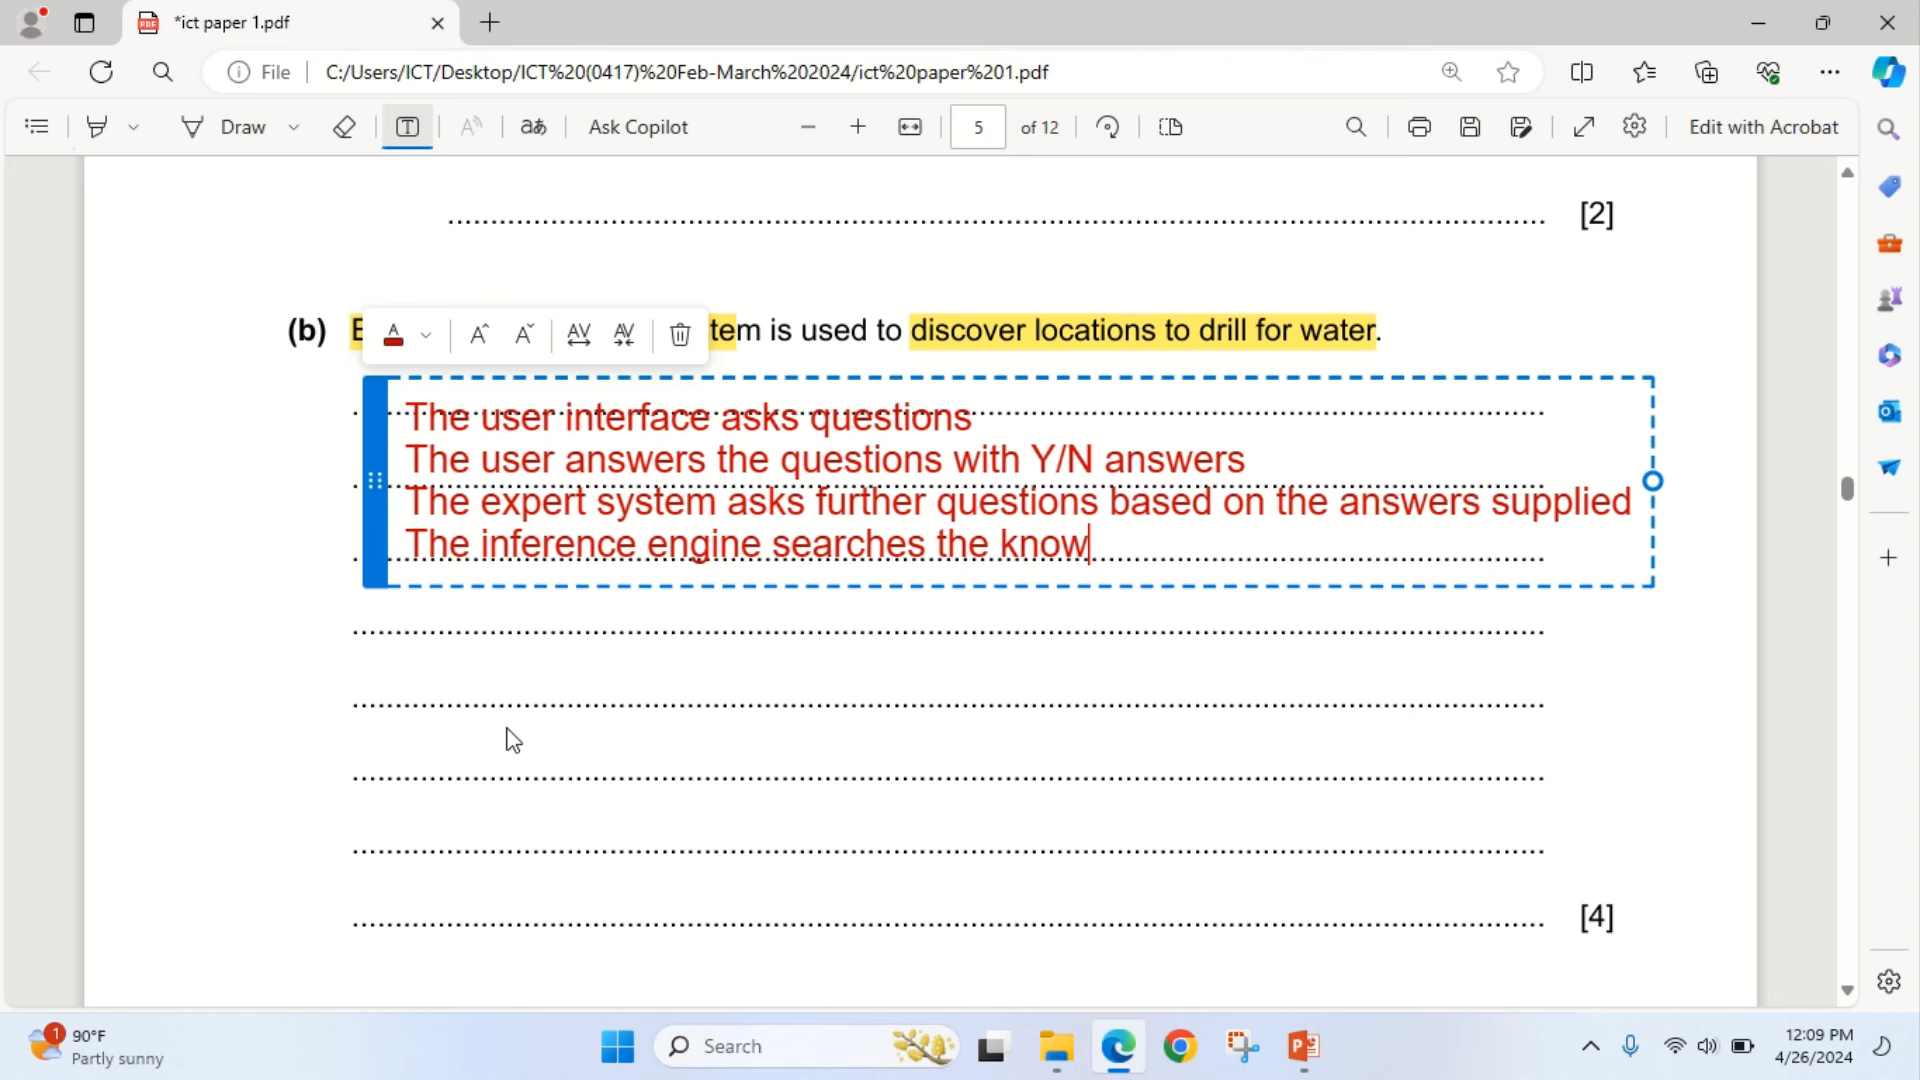 *ict paper 1.pdf
File
C:/Users/ICT/Desktop/ICT%20(0417)%20Feb-March%202024/ict%20paper%201.pdf
Draw
Ask Copilot
5 of 12
Edit with Acrobat
[2]
(b) E tem is used to discover locations to drill for water.
The user interface asks questions
The user answers the questions with Y/N answers
The expert system asks further questions based on the answers supplied
The inference engine searches the know
[4]
1
90°F
Partly sunny
Search
12:09 PM
4/26/2024